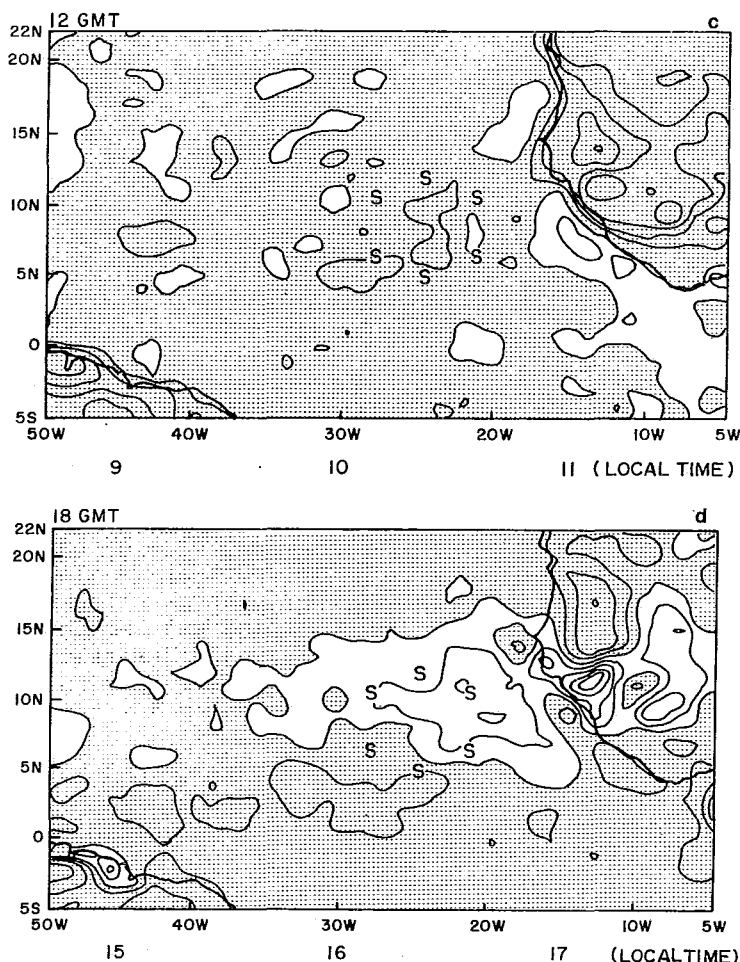 12 GMT c
22N
20N
15N
S
S S
10N
S S
5N S
0
5S
50W 40W 30W 20W 10W 5W
9 10 11 (LOCAL TIME)
18 GMT d
22N
20N
15N
S
10N S S
S S
5N S
0
5S
50W 40W 30W 20W 10W 5W
15 16 17 (LOCALTIME)